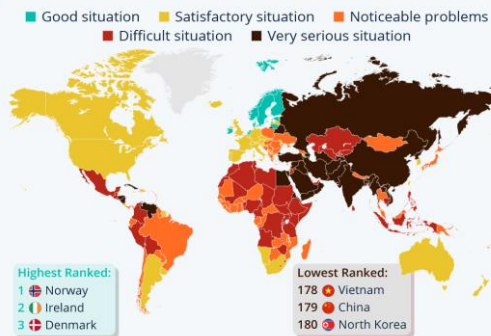 Good situation Satisfactory situation Noticeable problems
Difficult situation Very serious situation
Highest Ranked:
1 Norway
2 Ireland
3 Denmark
Lowest Ranked:
178 Vietnam
179 China
180 North Korea